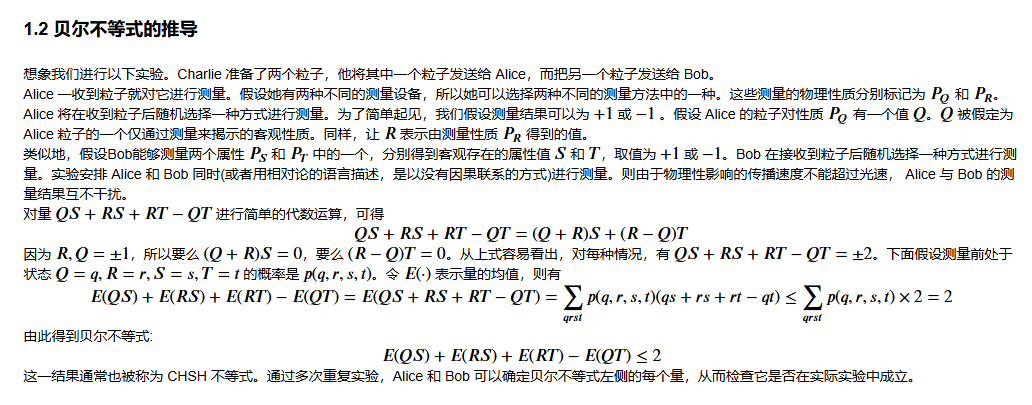 1.2 贝尔不等式的推导
想象我们进行以下实验。Charlie 准备了两个粒子，他将其中一个粒子发送给 Alice，而把另一个粒子发送给 Bob。
Alice 一收到粒子就对它进行测量。假设她有两种不同的测量设备，所以她可以选择两种不同的测量方法中的一种。这些测量的物理性质分别标记为 P_Q 和 P_R。
Alice 将在收到粒子后随机选择一种方式进行测量。为了简单起见，我们假设测量结果可以为 +1 或 −1 。假设 Alice 的粒子对性质 P_Q 有一个值 Q。Q 被假定为
Alice 粒子的一个仅通过测量来揭示的客观性质。同样，让 R 表示由测量性质 P_R 得到的值。
类似地，假设Bob能够测量两个属性 P_S 和 P_T 中的一个，分别得到客观存在的属性值 S 和 T，取值为 +1 或 −1。Bob 在接收到粒子后随机选择一种方式进行测
量。实验安排 Alice 和 Bob 同时(或者用相对论的语言描述，是以没有因果联系的方式)进行测量。则由于物理性影响的传播速度不能超过光速， Alice 与 Bob 的测
量结果互不干扰。
对量 QS + RS + RT − QT 进行简单的代数运算，可得
QS + RS + RT − QT = (Q + R)S + (R − Q)T
因为 R, Q = ±1，所以要么 (Q + R)S = 0，要么 (R − Q)T = 0。从上式容易看出，对每种情况，有 QS + RS + RT − QT = ±2。下面假设测量前处于
状态 Q = q, R = r, S = s, T = t 的概率是 p(q, r, s, t)。令 E(·) 表示量的均值，则有
E(QS) + E(RS) + E(RT) − E(QT) = E(QS + RS + RT − QT) = ∑_{qrst} p(q, r, s, t)(qs + rs + rt − qt) ≤ ∑_{qrst} p(q, r, s, t) × 2 = 2
由此得到贝尔不等式:
E(QS) + E(RS) + E(RT) − E(QT) ≤ 2
这一结果通常也被称为 CHSH 不等式。通过多次重复实验，Alice 和 Bob 可以确定贝尔不等式左侧的每个量，从而检查它是否在实际实验中成立。